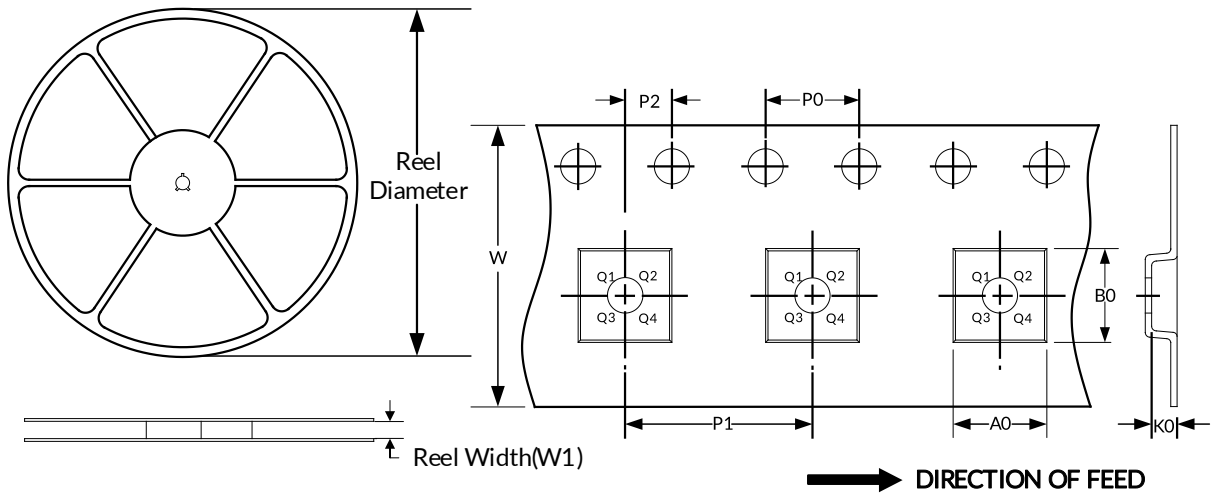 P2
P0
Reel
Diameter
W
Q1 Q2
Q3 Q4
Q1 Q2
Q3 Q4
Q1 Q2
Q3 Q4
B0
P1
A0
K0
Reel Width(W1)
DIRECTION OF FEED